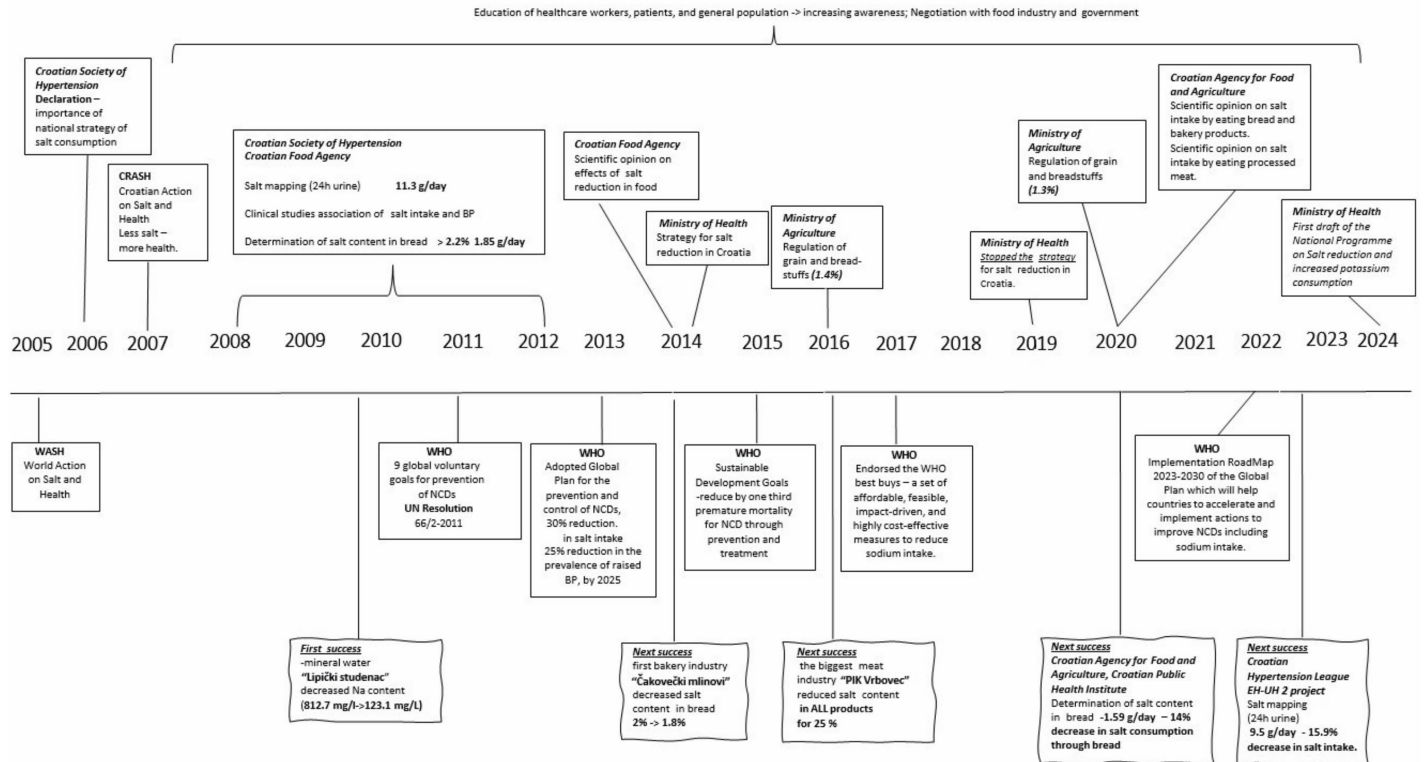 Education of healthcare workers, patients, and general population -> increasing awareness; Negotiation with food industry and government
Croatian Society of
Hypertension
Declaration –
importance of
national strategy of
salt consumption
CRASH
Croatian Action
on Salt and
Health
Less salt –
more health.
Croatian Society of Hypertension
Croatian Food Agency
Salt mapping (24h urine) 11.3 g/day
Clinical studies association of salt intake and BP
Determination of salt content in bread > 2.2% 1.85 g/day
Croatian Food Agency
Scientific opinion on
effects of salt
reduction in food
Ministry of Health
Strategy for salt
reduction in Croatia
Ministry of
Agriculture
Regulation of
grain and bread-
stuffs (1.4%)
Ministry of Health
Stopped the strategy
for salt reduction in
Croatia.
Ministry of
Agriculture
Regulation of grain
and breadstuffs
(1.3%)
Croatian Agency for Food
and Agriculture
Scientific opinion on salt
intake by eating bread and
bakery products.
Scientific opinion on salt
intake by eating processed
meat.
Ministry of Health
First draft of the
National Programme
on Salt reduction and
increased potassium
consumption
2005 2006 2007 2008 2009 2010 2011 2012 2013 2014 2015 2016 2017 2018 2019 2020 2021 2022 2023 2024
WASH
World Action
on Salt and
Health
WHO
9 global voluntary
goals for prevention
of NCDs
UN Resolution
66/2-2011
WHO
Adopted Global
Plan for the
prevention and
control of NCDs,
30% reduction.
in salt intake
25% reduction in the
prevalence of raised
BP, by 2025
WHO
Sustainable
Development Goals
-reduce by one third
premature mortality
for NCD through
prevention and
treatment
WHO
Endorsed the WHO
best buys – a set of
affordable, feasible,
impact-driven, and
highly cost-effective
measures to reduce
sodium intake.
WHO
Implementation RoadMap
2023-2030 of the Global
Plan which will help
countries to accelerate and
implement actions to
improve NCDs including
sodium intake.
First success
-mineral water
"Lipički studenac"
decreased Na content
(812.7 mg/l->123.1 mg/L)
Next success
first bakery industry
"Čakovečki mlinovi"
decreased salt
content in bread
2% -> 1.8%
Next success
the biggest meat
industry "PIK Vrbovec"
reduced salt content
in ALL products
for 25 %
Next success
Croatian Agency for Food and
Agriculture, Croatian Public
Health Institute
Determination of salt content
in bread -1.59 g/day – 14%
decrease in salt consumption
through bread
Next success
Croatian
Hypertension League
EH-UH 2 project
Salt mapping
(24h urine)
9.5 g/day - 15.9%
decrease in salt intake.